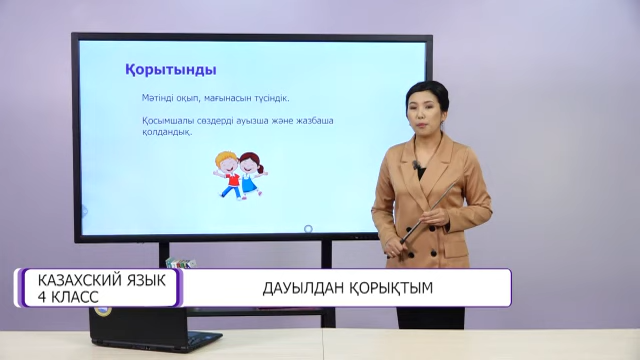 Қорытынды
Мәтінді оқып, мағынасын түсіндік.
Қосымшалы сөздерді ауызша және жазбаша
қолдандық.
КАЗАХСКИЙ ЯЗЫК
4 КЛАСС
ДАУЫЛДАН ҚОРЫҚТЫМ